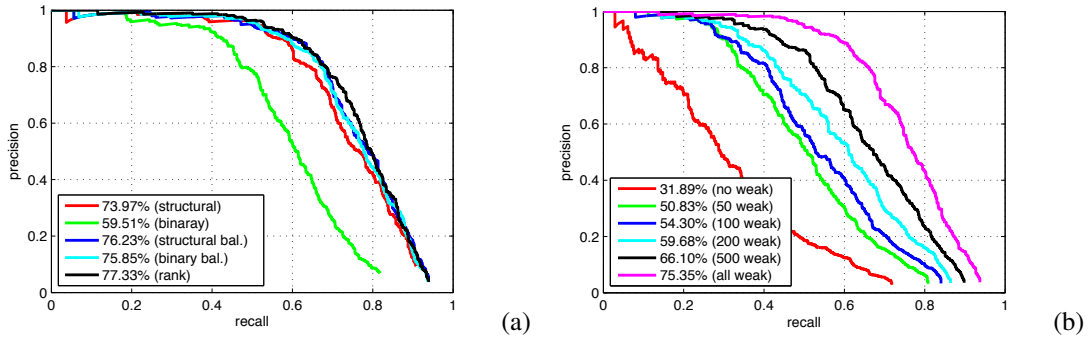 1
0.8
0.6
0.4
0.2
0
precision
73.97% (structural)
59.51% (binaray)
76.23% (structural bal.)
75.85% (binary bal.)
77.33% (rank)
0 0.2 0.4 0.6 0.8 1
recall
(a)
1
0.8
0.6
0.4
0.2
0
precision
31.89% (no weak)
50.83% (50 weak)
54.30% (100 weak)
59.68% (200 weak)
66.10% (500 weak)
75.35% (all weak)
0 0.2 0.4 0.6 0.8 1
recall
(b)